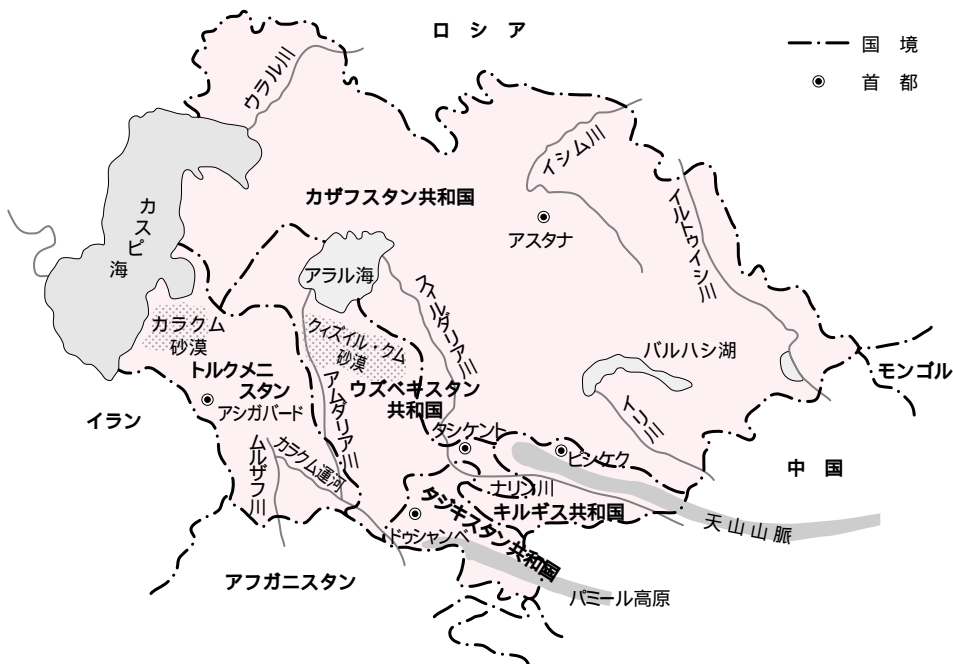 ロシア
国境
首都
ウラル川
イシム川
カザフスタン共和国
イルトゥイシ川
アスタナ
カスピ海
アラル海
スィルダリア川
カラクム
砂漠
クィズイル・クム
砂漠
バルハシ湖
モンゴル
トルクメニ
スタン
アムダリア川
ウズベキスタン
共和国
イラン
アシガバード
イリ川
タシケント
ムルザフ川
カラクム運河
ビシケク
中国
ナリン川
タジキスタン共和国
キルギス共和国
天山山脈
ドゥシャンベ
アフガニスタン
パミール高原